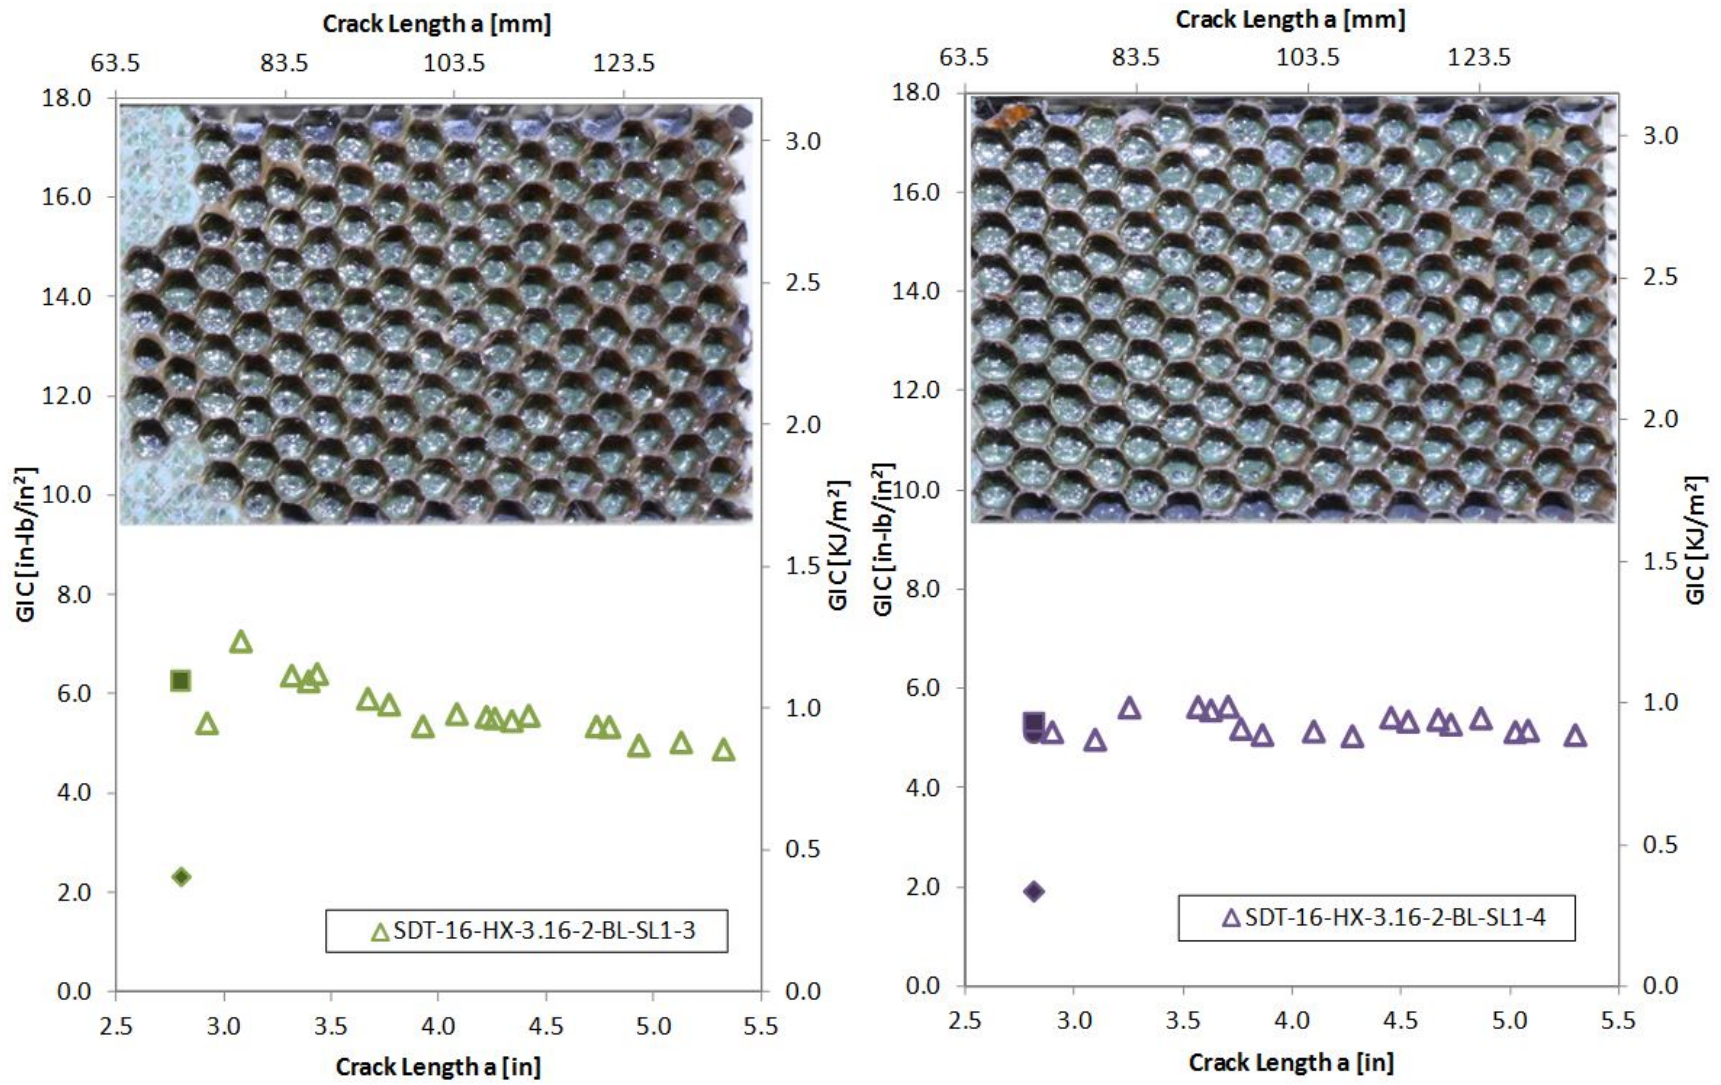 Crack Length a [mm]
63.5 83.5 103.5 123.5
18.0
16.0
14.0
12.0
10.0
8.0
6.0
4.0
2.0
0.0
GIC [in-lb/in²]
3.0
2.5
2.0
1.5
1.0
0.5
0.0
GIC [KJ/m²]
SDT-16-HX-3.16-2-BL-SL1-3
2.5 3.0 3.5 4.0 4.5 5.0 5.5
Crack Length a [in]
Crack Length a [mm]
63.5 83.5 103.5 123.5
18.0
16.0
14.0
12.0
10.0
8.0
6.0
4.0
2.0
0.0
GIC [in-lb/in²]
3.0
2.5
2.0
1.5
1.0
0.5
0.0
GIC [KJ/m²]
SDT-16-HX-3.16-2-BL-SL1-4
2.5 3.0 3.5 4.0 4.5 5.0 5.5
Crack Length a [in]